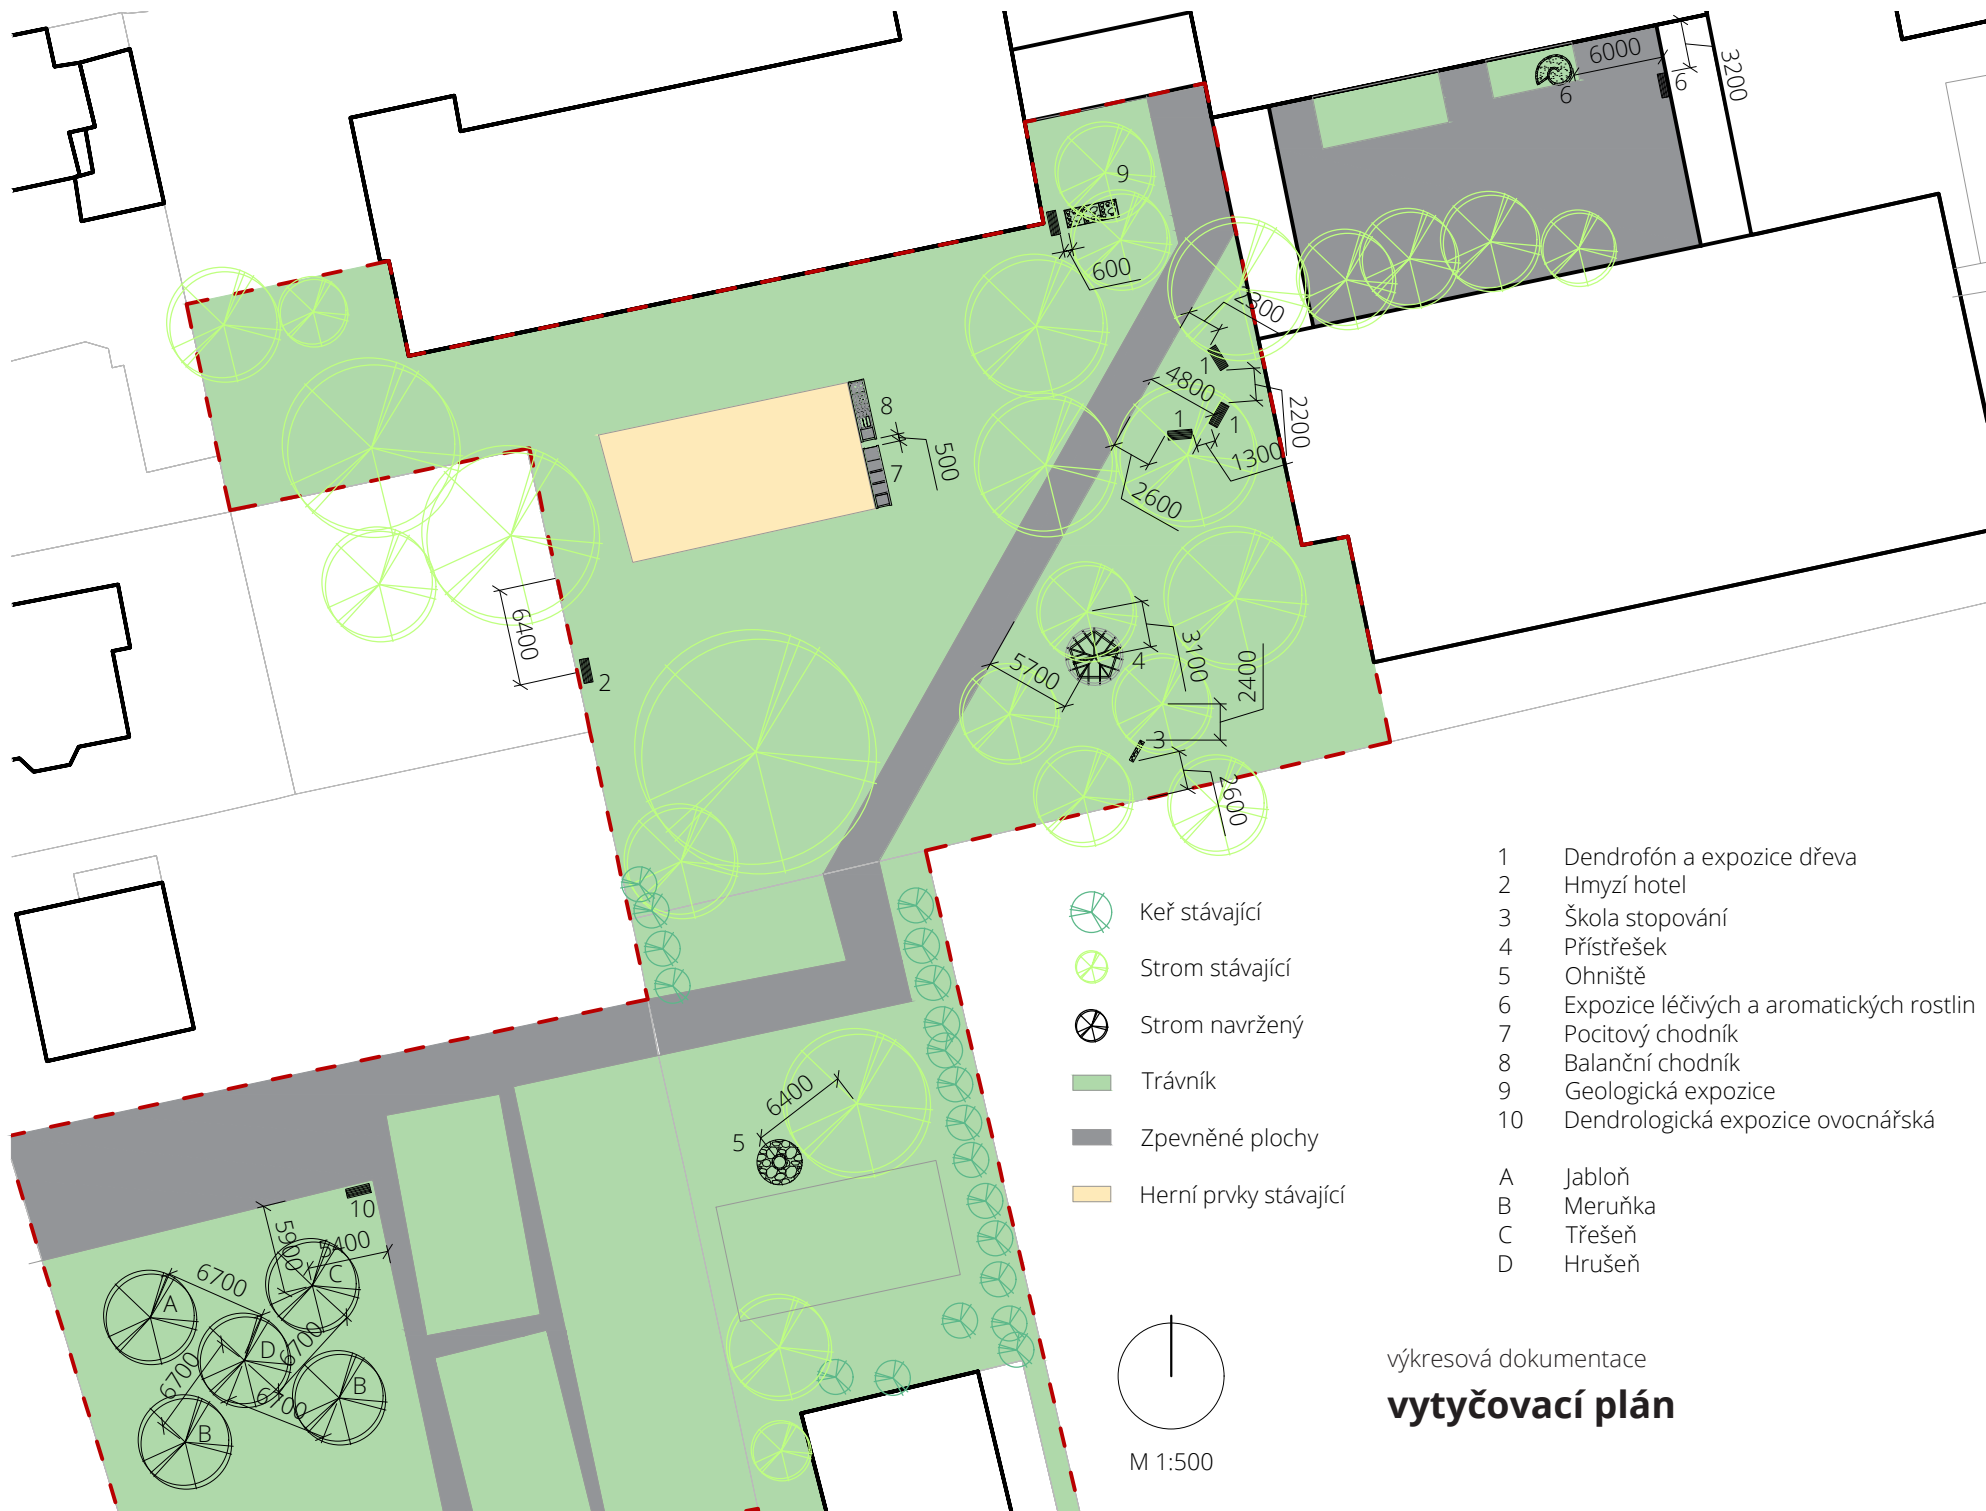 6000
3200
6
6
9
600
2300
1
4800
1
1
2200
1300
2600
8
500
7
6400
2
3100
4
5700
2400
3
2600
6400
5
10
5900
5400
C
6700
A
6700
D
6700
B
6700
B
Keř stávající
Strom stávající
Strom navržený
Trávník
Zpevněné plochy
Herní prvky stávající
1 Dendrofón a expozice dřeva
2 Hmyzí hotel
3 Škola stopování
4 Přístřešek
5 Ohniště
6 Expozice léčivých a aromatických rostlin
7 Pocitový chodník
8 Balanční chodník
9 Geologická expozice
10 Dendrologická expozice ovocnářská
A Jabloň
B Meruňka
C Třešeň
D Hrušeň
M 1:500
výkresová dokumentace
vytyčovací plán